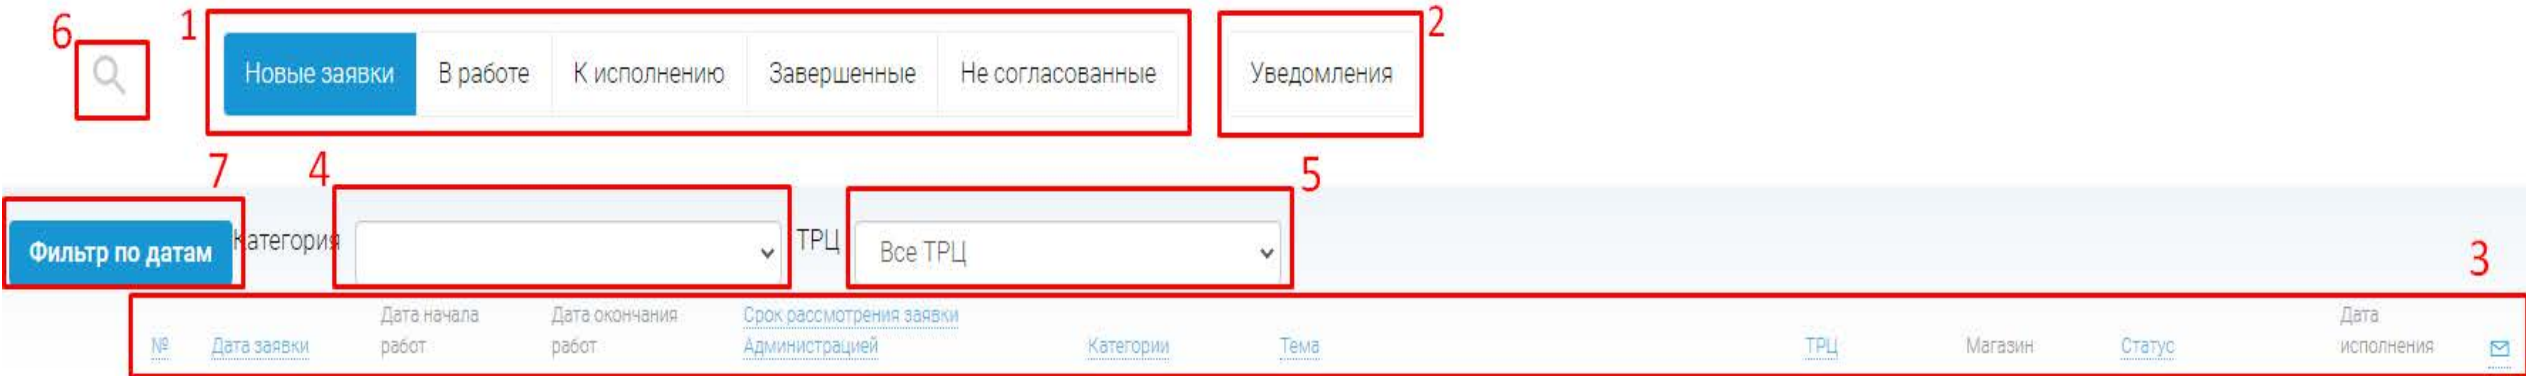 6
1
2
Новые заявки
В работе
К исполнению
Завершенные
Не согласованные
Уведомления
7
4
5
Фильтр по датам
Категория
ТРЦ
Все ТРЦ
3
№
Дата заявки
Дата начала
работ
Дата окончания
работ
Срок рассмотрения заявки
Администрацией
Категории
Тема
ТРЦ
Магазин
Статус
Дата
исполнения